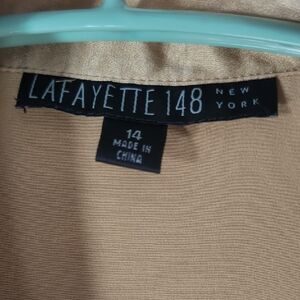 LAFAYETTE 148 NEW YORK
14
MADE IN
CHINA